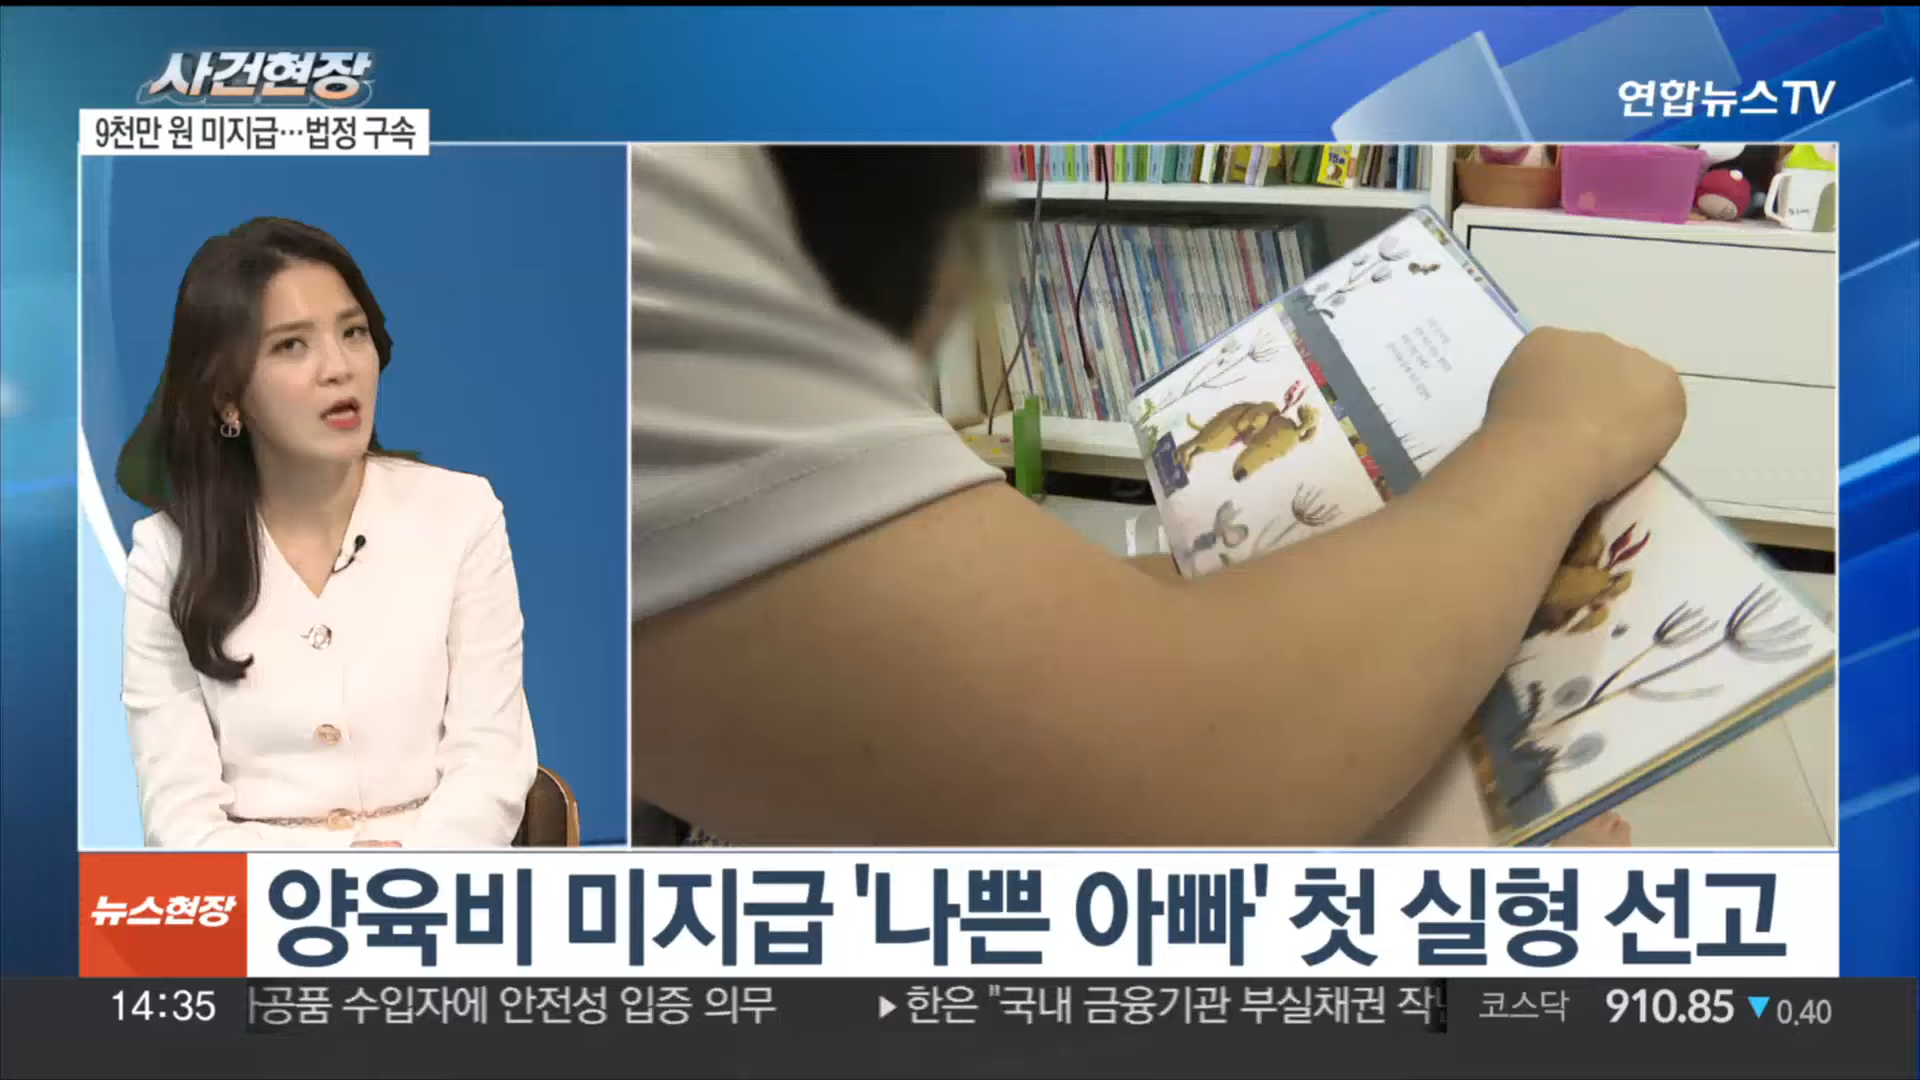 사건현장
연합뉴스TV
9천만 원 미지급…법정 구속
뉴스현장
양육비 미지급 '나쁜 아빠' 첫 실형 선고
14:35
공품 수입자에 안전성 입증 의무
▶한은 "국내 금융기관 부실채권
코스닥 910.85 ▼0.40